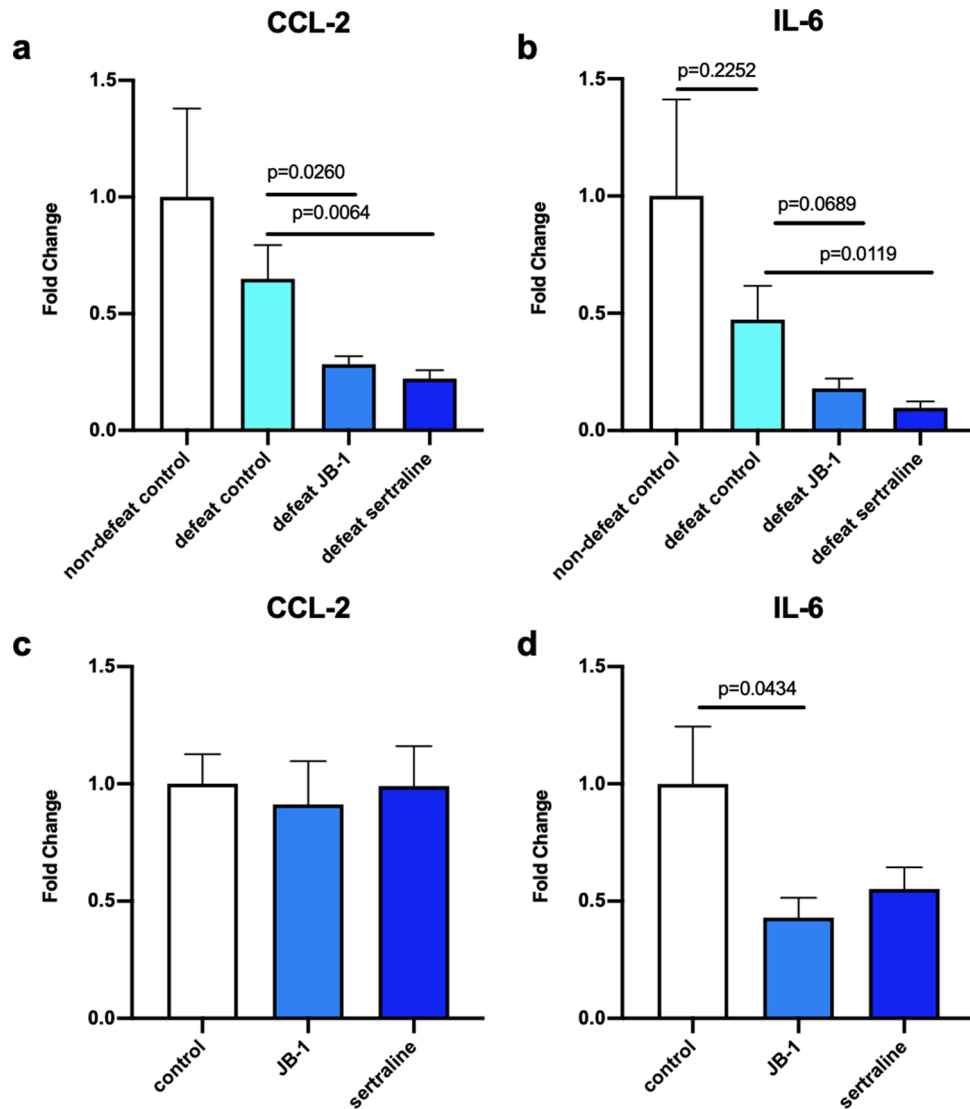 a
CCL-2
1.5
1.0
0.5
0.0
Fold Change
p=0.0260
p=0.0064
non-defeat control
defeat control
defeat JB-1
defeat sertraline
b
IL-6
1.5
1.0
0.5
0.0
Fold Change
p=0.2252
p=0.0689
p=0.0119
non-defeat control
defeat control
defeat JB-1
defeat sertraline
c
CCL-2
1.5
1.0
0.5
0.0
Fold Change
control
JB-1
sertraline
d
IL-6
1.5
1.0
0.5
0.0
Fold Change
p=0.0434
control
JB-1
sertraline